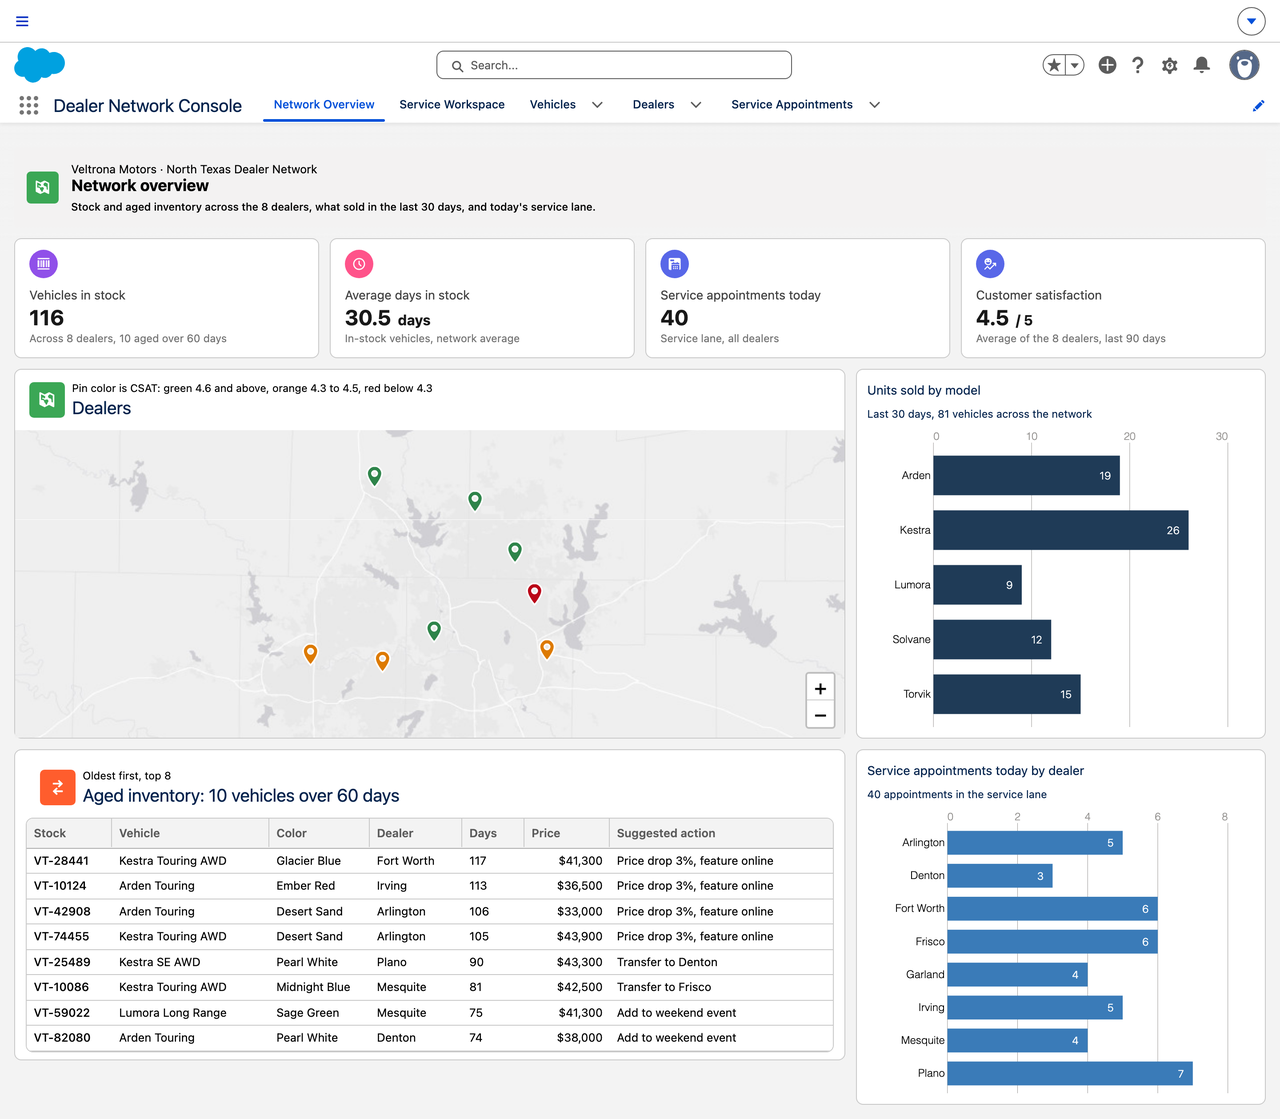 Search...
Dealer Network Console
Network Overview
Service Workspace
Vehicles
Dealers
Service Appointments
Veltrona Motors · North Texas Dealer Network
Network overview
Stock and aged inventory across the 8 dealers, what sold in the last 30 days, and today's service lane.
Vehicles in stock
116
Across 8 dealers, 10 aged over 60 days
Average days in stock
30.5 days
In-stock vehicles, network average
Service appointments today
40
Service lane, all dealers
Customer satisfaction
4.5 / 5
Average of the 8 dealers, last 90 days
Pin color is CSAT: green 4.6 and above, orange 4.3 to 4.5, red below 4.3
Dealers
+
−
Units sold by model
Last 30 days, 81 vehicles across the network
0 10 20 30
Arden 19
Kestra 26
Lumora 9
Solvane 12
Torvik 15
Oldest first, top 8
Aged inventory: 10 vehicles over 60 days
Stock Vehicle Color Dealer Days Price Suggested action
VT-28441 Kestra Touring AWD Glacier Blue Fort Worth 117 $41,300 Price drop 3%, feature online
VT-10124 Arden Touring Ember Red Irving 113 $36,500 Price drop 3%, feature online
VT-42908 Arden Touring Desert Sand Arlington 106 $33,000 Price drop 3%, feature online
VT-74455 Kestra Touring AWD Desert Sand Arlington 105 $43,900 Price drop 3%, feature online
VT-25489 Kestra SE AWD Pearl White Plano 90 $43,300 Transfer to Denton
VT-10086 Kestra Touring AWD Midnight Blue Mesquite 81 $42,500 Transfer to Frisco
VT-59022 Lumora Long Range Sage Green Mesquite 75 $41,300 Add to weekend event
VT-82080 Arden Touring Pearl White Denton 74 $38,000 Add to weekend event
Service appointments today by dealer
40 appointments in the service lane
0 2 4 6 8
Arlington 5
Denton 3
Fort Worth 6
Frisco 6
Garland 4
Irving 5
Mesquite 4
Plano 7